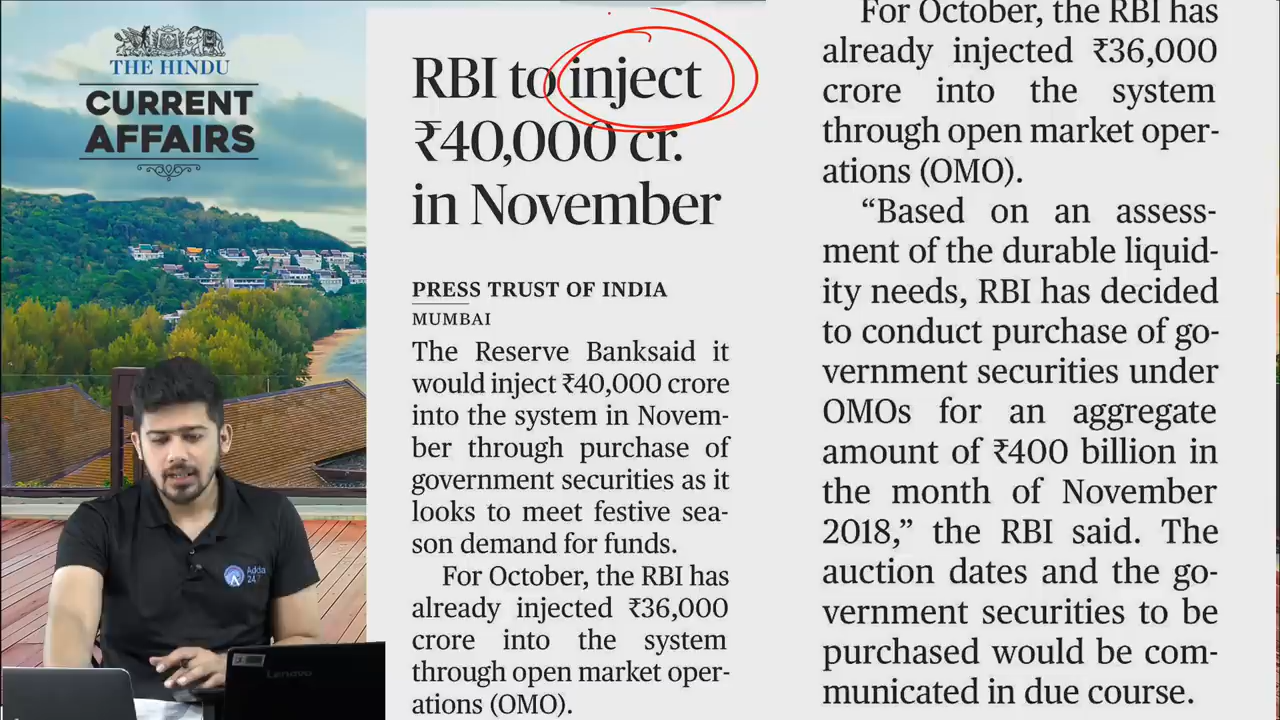 THE HINDU
CURRENT
AFFAIRS
RBI to inject
₹40,000 cr.
in November
PRESS TRUST OF INDIA
MUMBAI
The Reserve Banksaid it
would inject ₹40,000 crore
into the system in Novem-
ber through purchase of
government securities as it
looks to meet festive sea-
son demand for funds.
For October, the RBI has
already injected ₹36,000
crore into the system
through open market oper-
ations (OMO).
For October, the RBI has
already injected ₹36,000
crore into the system
through open market oper-
ations (OMO).
“Based on an assess-
ment of the durable liquid-
ity needs, RBI has decided
to conduct purchase of go-
vernment securities under
OMOs for an aggregate
amount of ₹400 billion in
the month of November
2018,” the RBI said. The
auction dates and the go-
vernment securities to be
purchased would be com-
municated in due course.
Adda
247
Lenovo